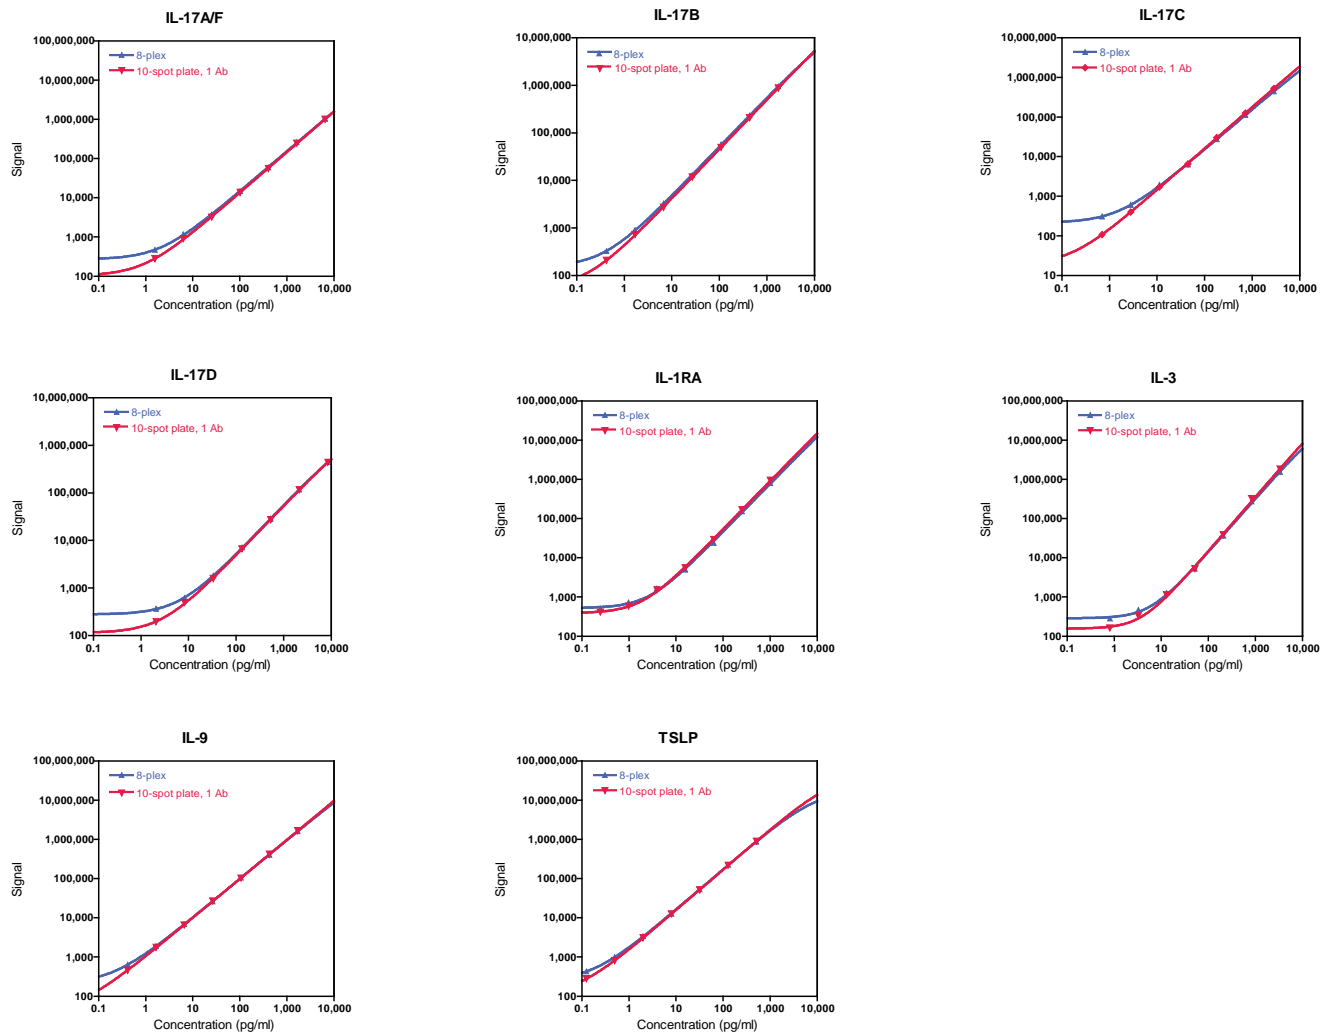 IL-17A/F
100,000,000
10,000,000
1,000,000
100,000
10,000
1,000
100
Signal
8-plex
10-spot plate, 1 Ab
0.1 1 10 100 1,000 10,000
Concentration (pg/ml)
IL-17B
10,000,000
1,000,000
100,000
10,000
1,000
100
Signal
8-plex
10-spot plate, 1 Ab
0.1 1 10 100 1,000 10,000
Concentration (pg/ml)
IL-17C
10,000,000
1,000,000
100,000
10,000
1,000
100
10
Signal
8-plex
10-spot plate, 1 Ab
0.1 1 10 100 1,000 10,000
Concentration (pg/ml)
IL-17D
10,000,000
1,000,000
100,000
10,000
1,000
100
Signal
8-plex
10-spot plate, 1 Ab
0.1 1 10 100 1,000 10,000
Concentration (pg/ml)
IL-1RA
100,000,000
10,000,000
1,000,000
100,000
10,000
1,000
100
Signal
8-plex
10-spot plate, 1 Ab
0.1 1 10 100 1,000 10,000
Concentration (pg/ml)
IL-3
100,000,000
10,000,000
1,000,000
100,000
10,000
1,000
100
Signal
8-plex
10-spot plate, 1 Ab
0.1 1 10 100 1,000 10,000
Concentration (pg/ml)
IL-9
100,000,000
10,000,000
1,000,000
100,000
10,000
1,000
100
Signal
8-plex
10-spot plate, 1 Ab
0.1 1 10 100 1,000 10,000
Concentration (pg/ml)
TSLP
100,000,000
10,000,000
1,000,000
100,000
10,000
1,000
100
Signal
8-plex
10-spot plate, 1 Ab
0.1 1 10 100 1,000 10,000
Concentration (pg/ml)